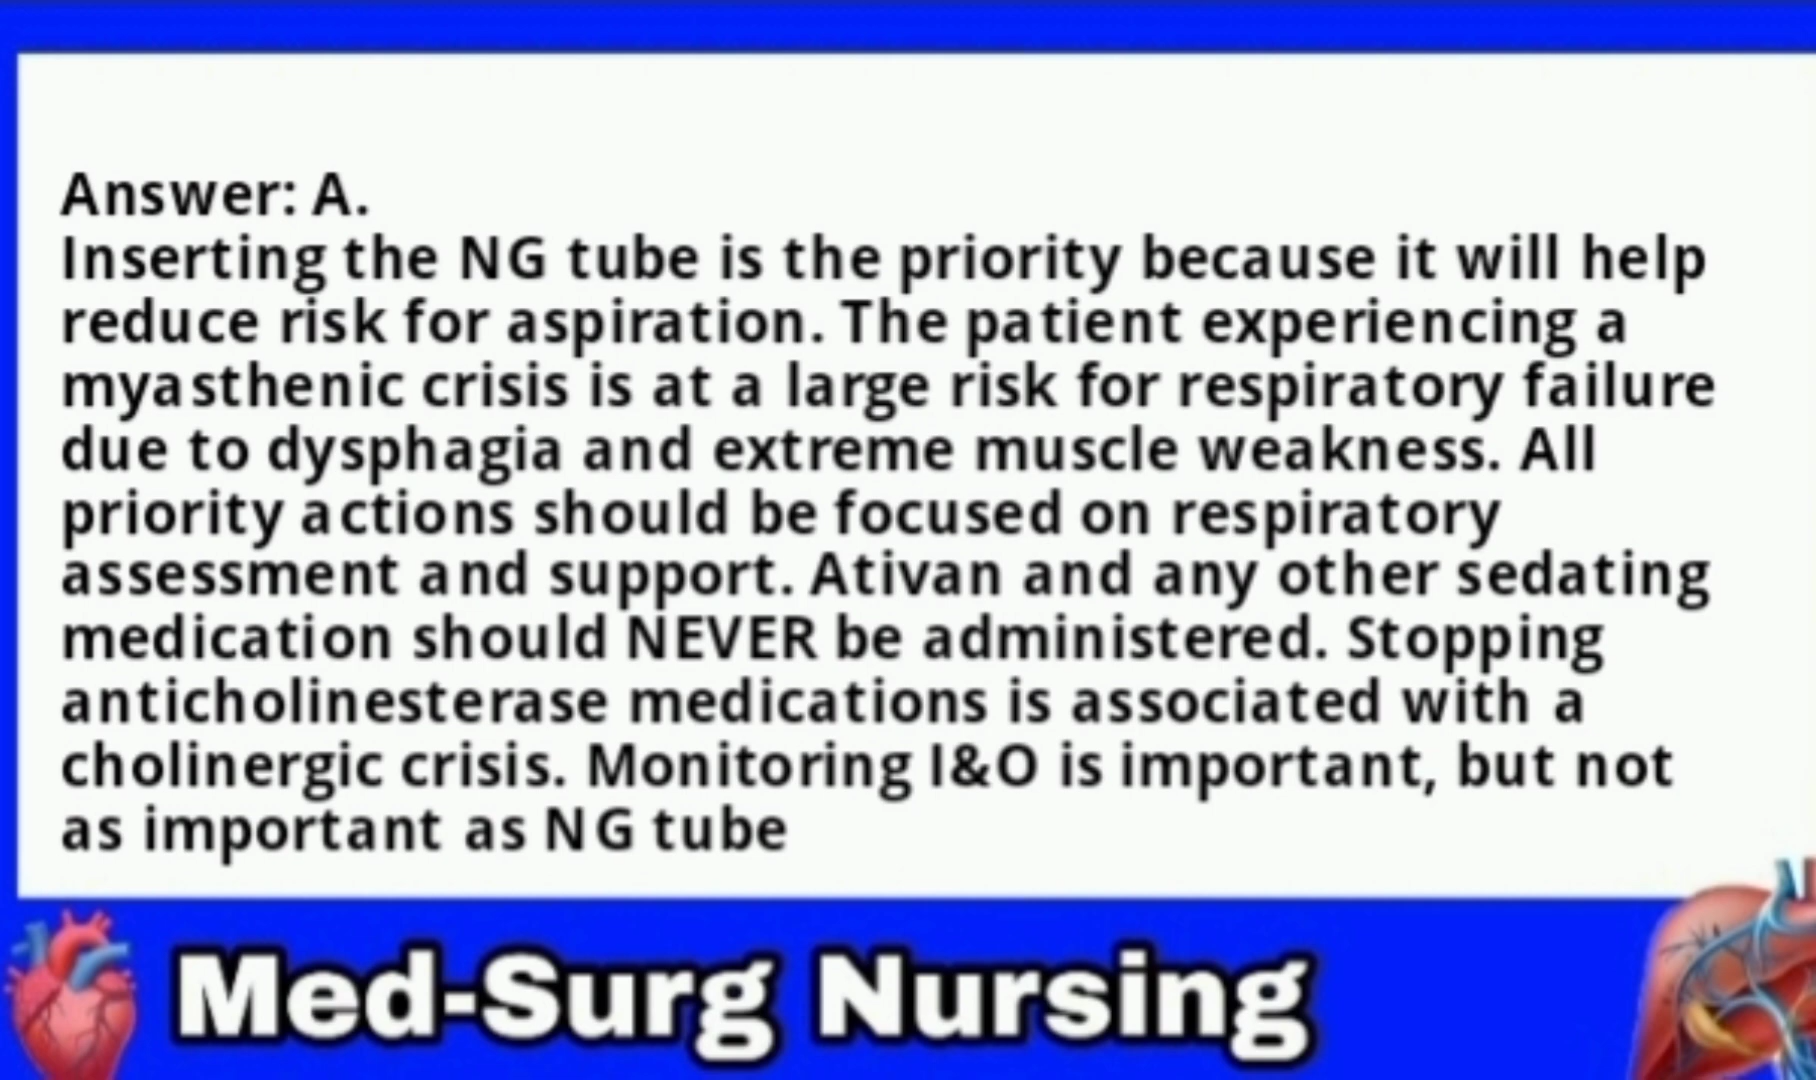 Answer: A.
Inserting the NG tube is the priority because it will help
reduce risk for aspiration. The patient experiencing a
myasthenic crisis is at a large risk for respiratory failure
due to dysphagia and extreme muscle weakness. All
priority actions should be focused on respiratory
assessment and support. Ativan and any other sedating
medication should NEVER be administered. Stopping
anticholinesterase medications is associated with a
cholinergic crisis. Monitoring I&O is important, but not
as important as NG tube
Med-Surg Nursing